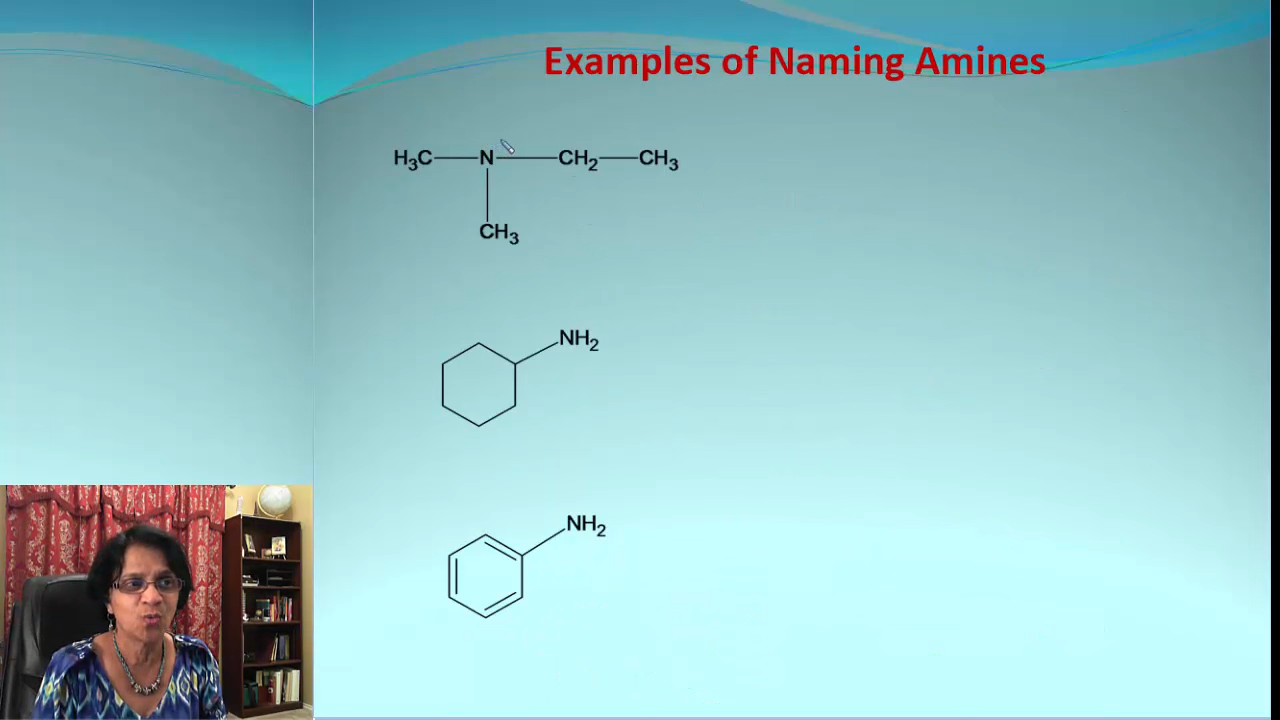 Examples of Naming Amines
H₃C—N—CH₂—CH₃
CH₃
NH₂
NH₂